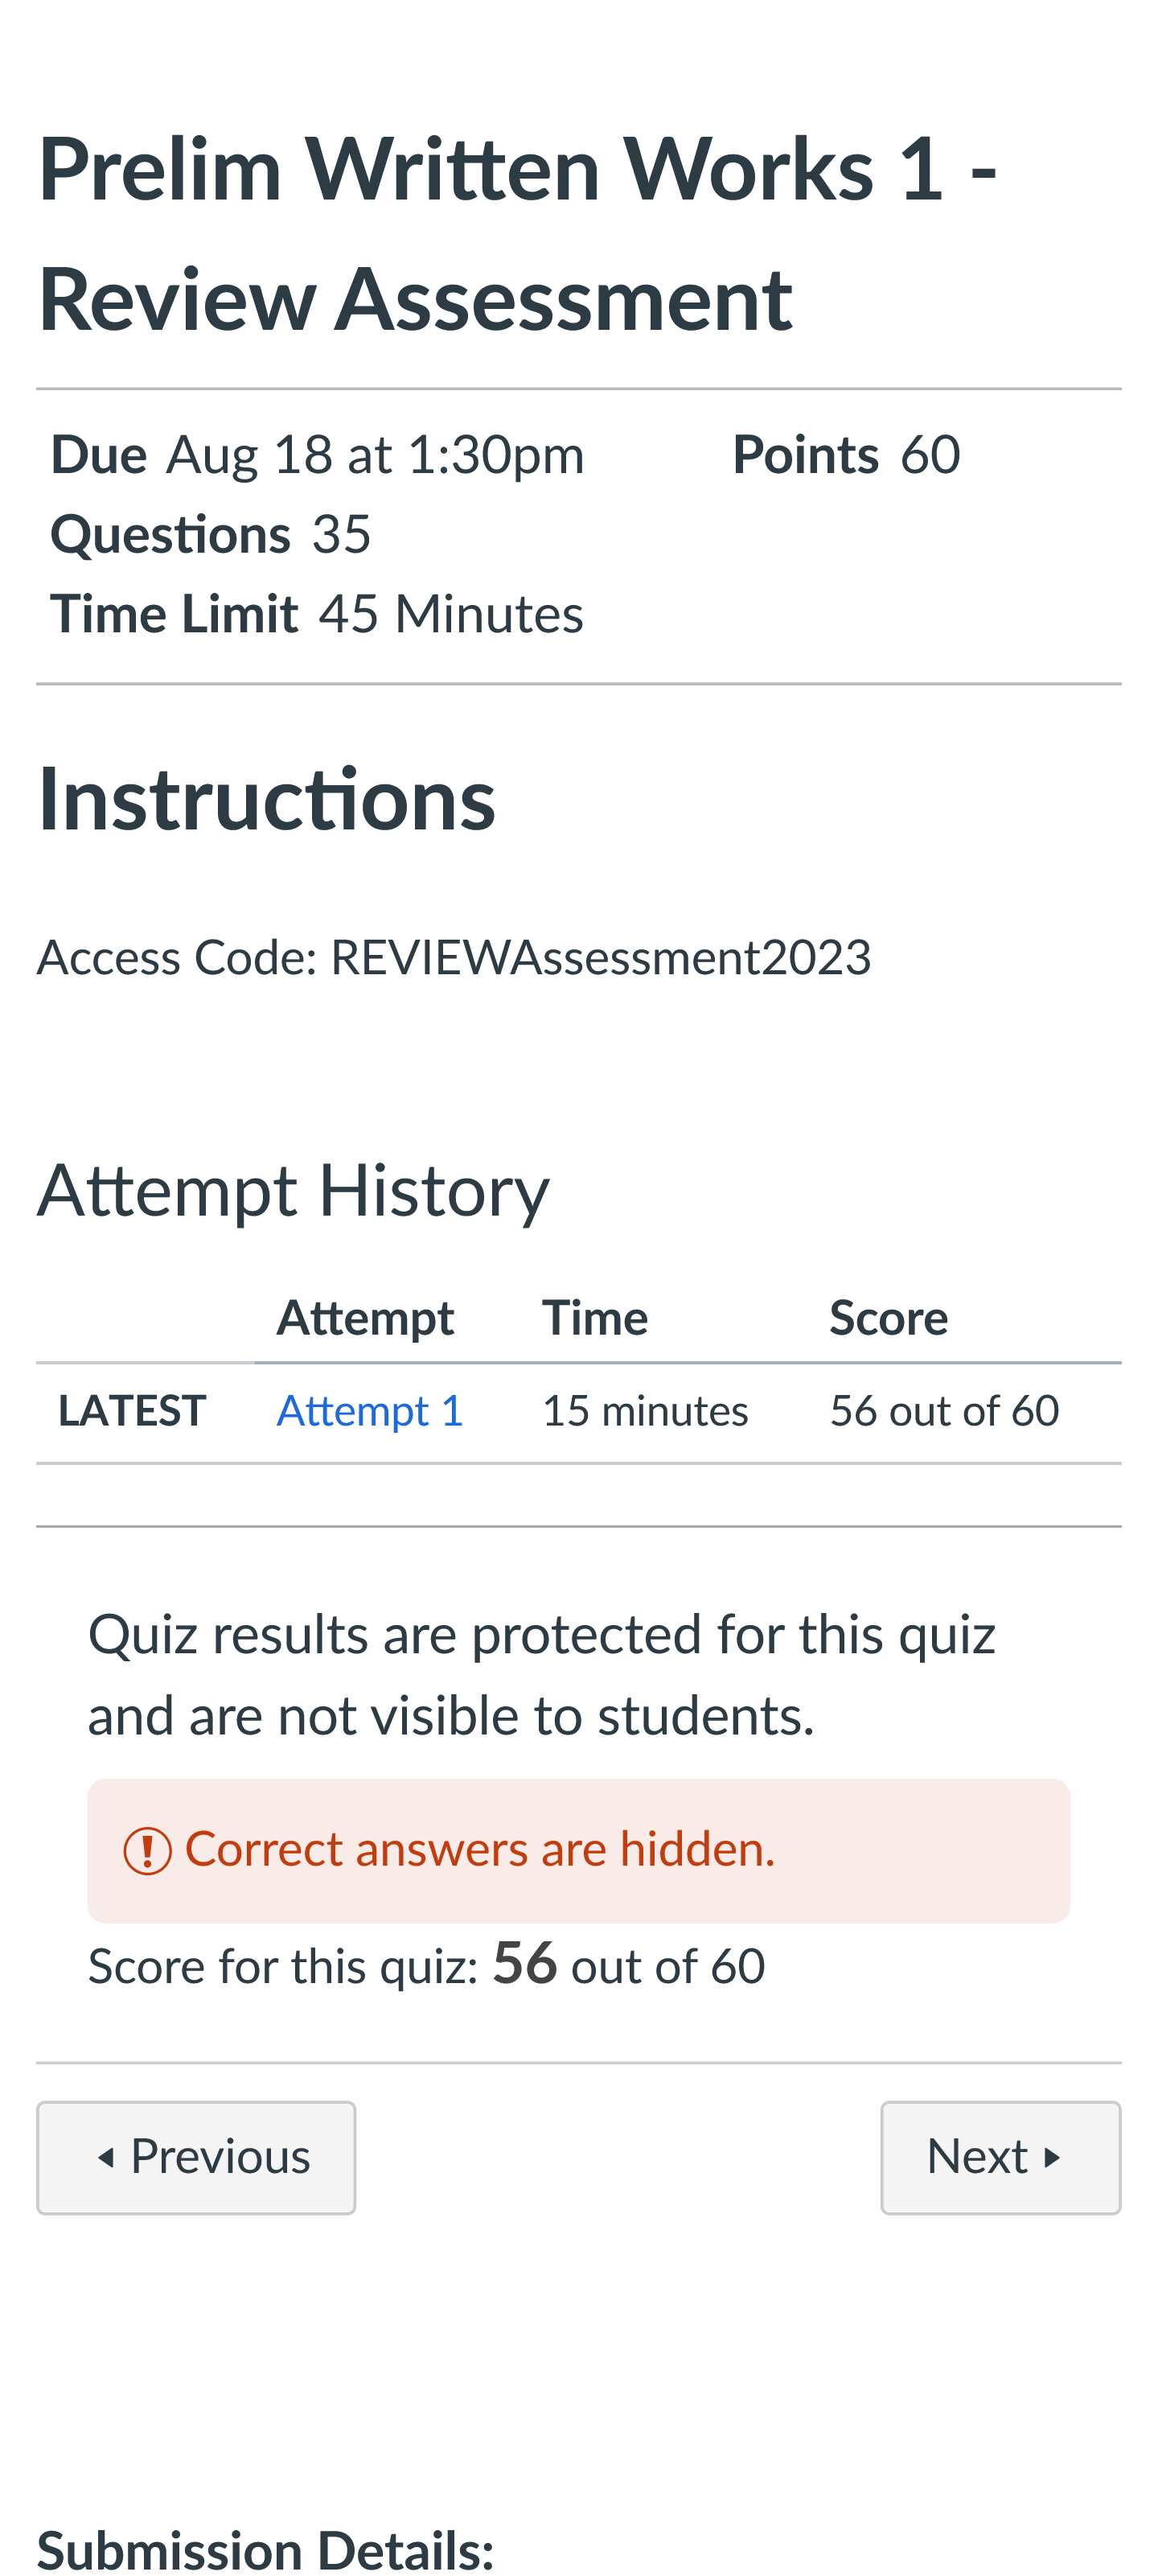 Prelim Written Works 1 -
Review Assessment
Due Aug 18 at 1:30pm Points 60
Questions 35
Time Limit 45 Minutes
Instructions
Access Code: REVIEWAssessment2023
Attempt History
Attempt Time Score
LATEST Attempt 1 15 minutes 56 out of 60
Quiz results are protected for this quiz
and are not visible to students.
Correct answers are hidden.
Score for this quiz: 56 out of 60
Previous Next
Submission Details: